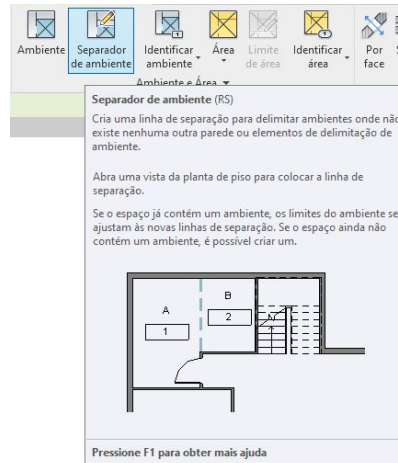 Ambiente Separador de ambiente Identificar ambiente Área Limite de área Identificar área Por face
Ambiente e Área
Separador de ambiente (RS)
Cria uma linha de separação para delimitar ambientes onde não
existe nenhuma outra parede ou elementos de delimitação de
ambiente.
Abra uma vista da planta de piso para colocar a linha de
separação.
Se o espaço já contém um ambiente, os limites do ambiente se
ajustam às novas linhas de separação. Se o espaço ainda não
contém um ambiente, é possível criar um.
A
1
B
2
Pressione F1 para obter mais ajuda